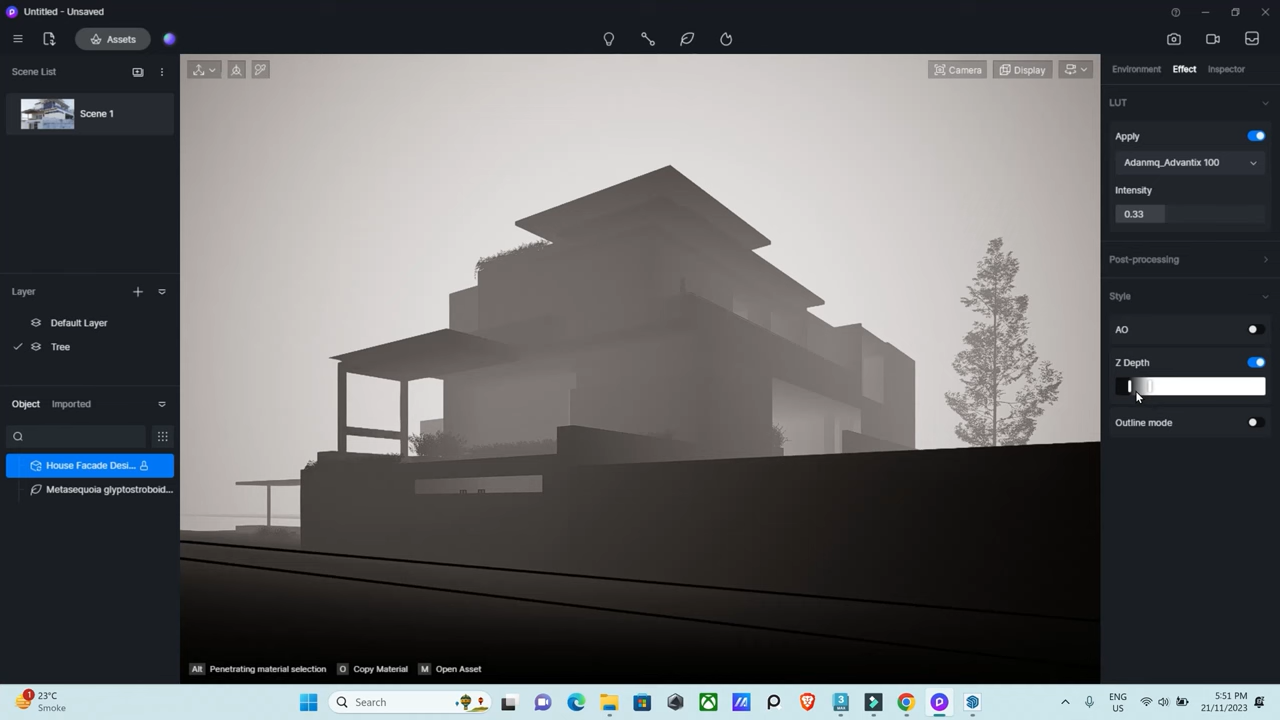 Untitled - Unsaved
Assets
Scene List
Scene 1
Layer
Default Layer
Tree
Object
Imported
House Facade Desi...
Metasequoia glyptostroboid...
Camera
Display
Alt Penetrating material selection O Copy Material M Open Asset
Environment
Effect
Inspector
LUT
Apply
Adanmq_Advantix 100
Intensity
0.33
Post-processing
Style
AO
Z Depth
Outline mode
1
23°C
Smoke
Search
ENG
US
5:51 PM
21/11/2023